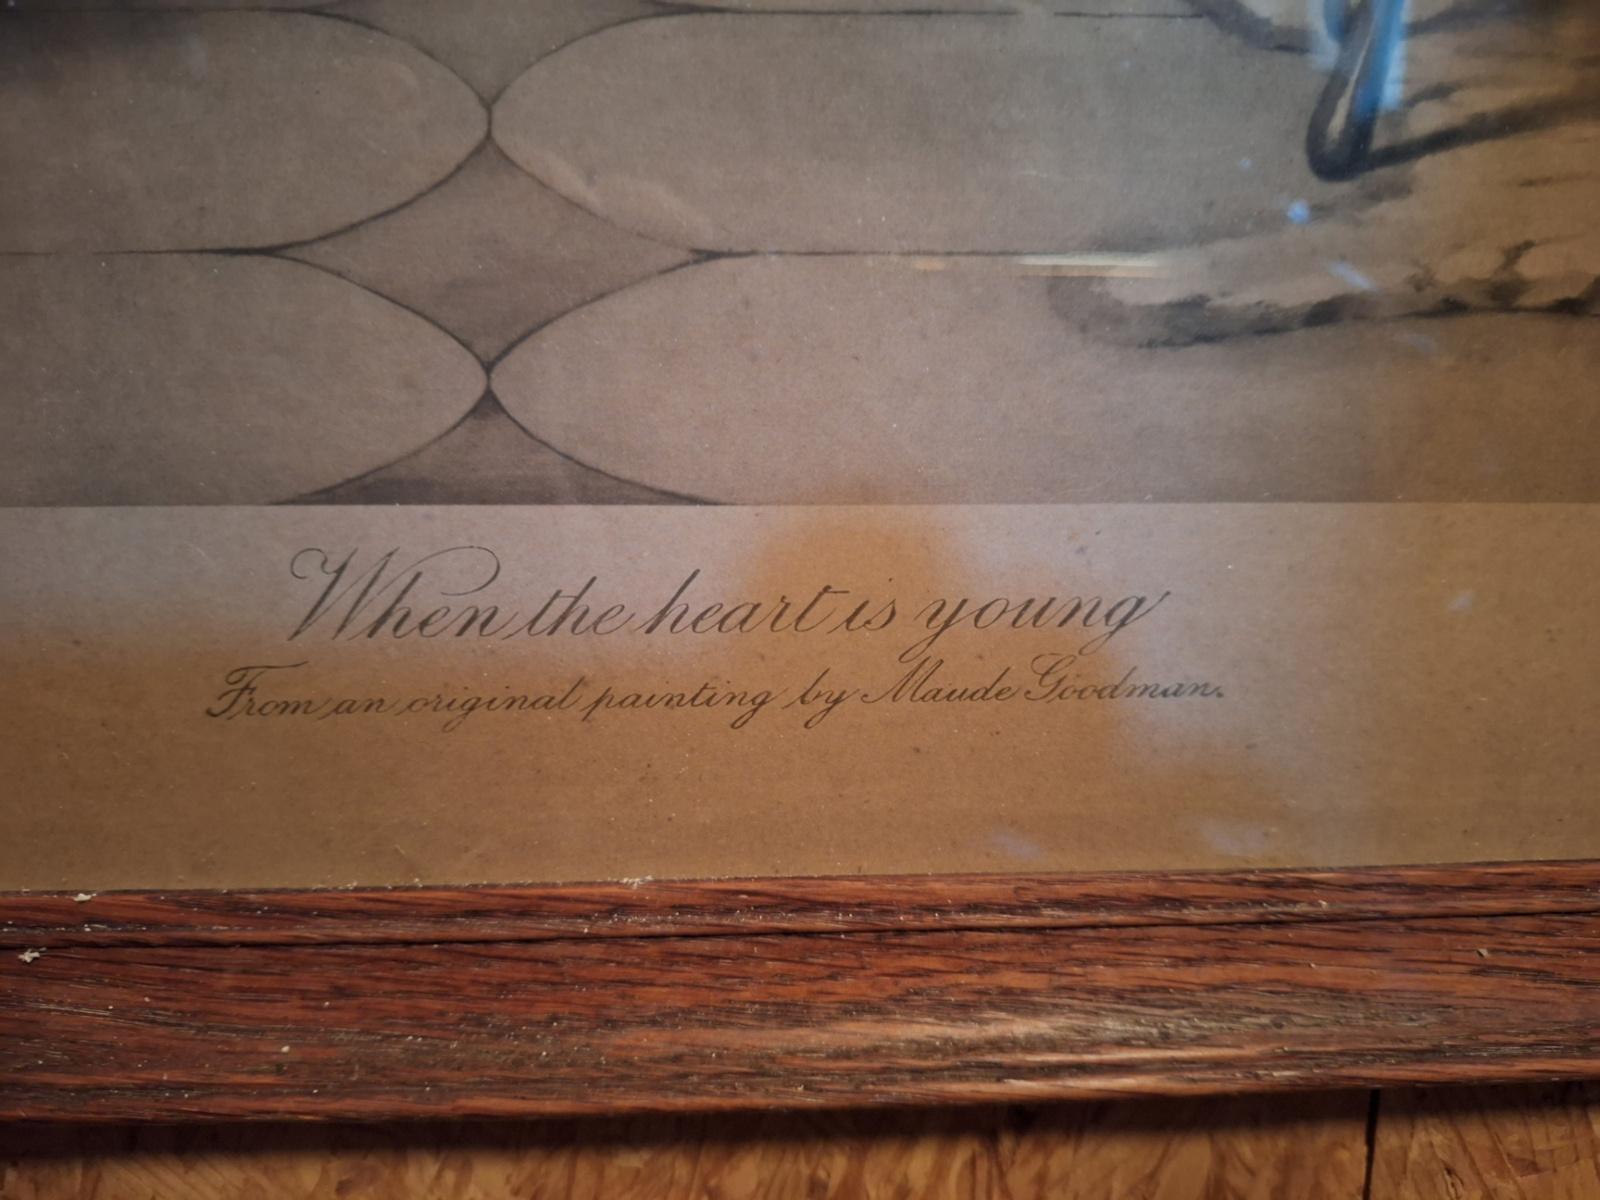 When the heart is young
From an original painting by Maude Goodman.